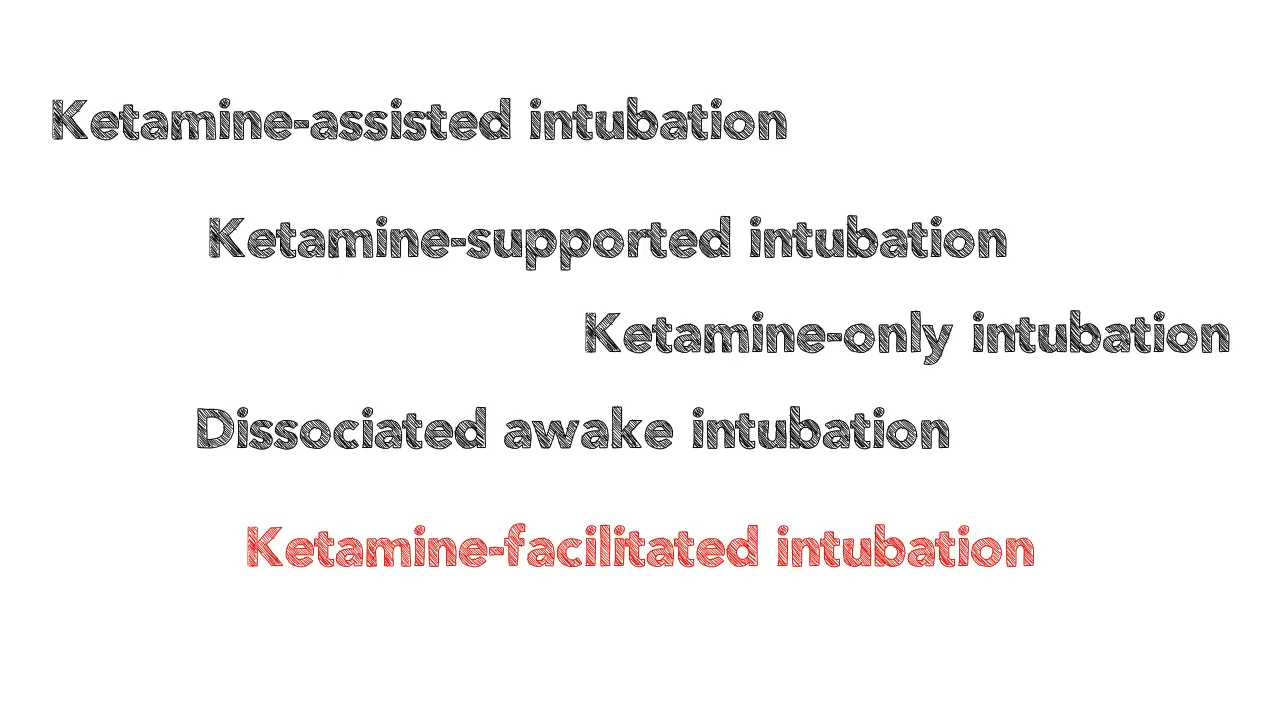 Ketamine-assisted intubation
Ketamine-supported intubation
Ketamine-only intubation
Dissociated awake intubation
Ketamine-facilitated intubation